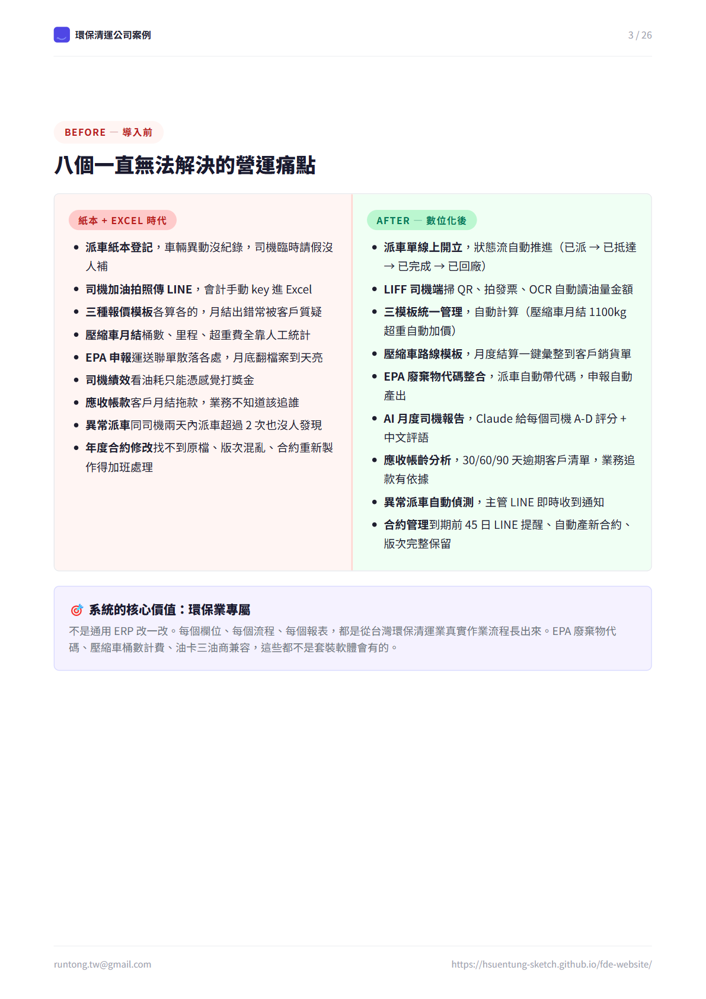 環保清運公司案例
3 / 26
BEFORE — 導入前
八個一直無法解決的營運痛點
紙本 + EXCEL 時代
派車紙本登記，車輛異動沒紀錄，司機臨時請假沒
人補
司機加油拍照傳 LINE，會計手動 key 進 Excel
三種報價模板各算各的，月結出錯常被客戶質疑
壓縮車月結桶數、里程、超重費全靠人工統計
EPA 申報運送聯單散落各處，月底翻檔案到天亮
司機績效看油耗只能憑感覺打獎金
應收帳款客戶月結拖款，業務不知道該追誰
異常派車同司機兩天內派車超過 2 次也沒人發現
年度合約修改找不到原檔、版次混亂、合約重新製
作得加班處理
AFTER — 數位化後
派車單線上開立，狀態流自動推進（已派 → 已抵達
→ 已完成 → 已回廠）
LIFF 司機端掃 QR、拍發票、OCR 自動讀油量金額
三模板統一管理，自動計算（壓縮車月結 1100kg
超重自動加價）
壓縮車路線模板，月度結算一鍵彙整到客戶銷貨單
EPA 廢棄物代碼整合，派車自動帶代碼，申報自動
產出
AI 月度司機報告，Claude 給每個司機 A-D 評分 +
中文評語
應收帳齡分析，30/60/90 天逾期客戶清單，業務追
款有依據
異常派車自動偵測，主管 LINE 即時收到通知
合約管理到期前 45 日 LINE 提醒、自動產新合約、
版次完整保留
🎯 系統的核心價值：環保業專屬
不是通用 ERP 改一改。每個欄位、每個流程、每個報表，都是從台灣環保清運業真實作業流程長出來。EPA 廢棄物代
碼、壓縮車桶數計費、油卡三油商兼容，這些都不是套裝軟體會有的。
runtong.tw@gmail.com
https://hsuentung-sketch.github.io/fde-website/